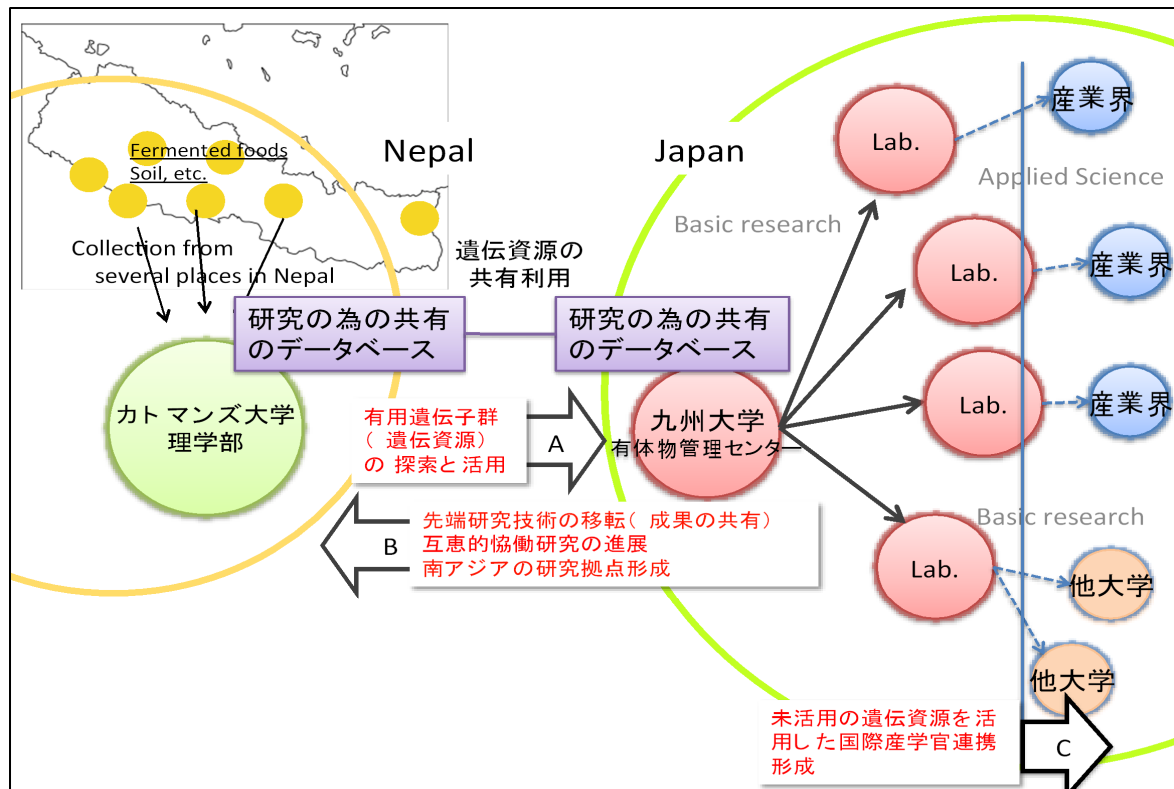 Nepal
Japan
Fermented foods
Soil, etc.
Collection from
several places in Nepal
遺伝資源の
共有利用
研究の為の共有
のデータベース
研究の為の共有
のデータベース
カトマンズ大学
理学部
有用遺伝子群
( 遺伝資源)
の 探索と活用
A
九州大学
有体物管理センター
B
先端研究技術の移転( 成果の共有)
互恵的恊働研究の進展
南アジアの研究拠点形成
Basic research
Lab.
産業界
Applied Science
Lab.
産業界
Lab.
産業界
Basic research
Lab.
他大学
他大学
未活用の遺伝資源を活
用した国際産学官連携
形成
C